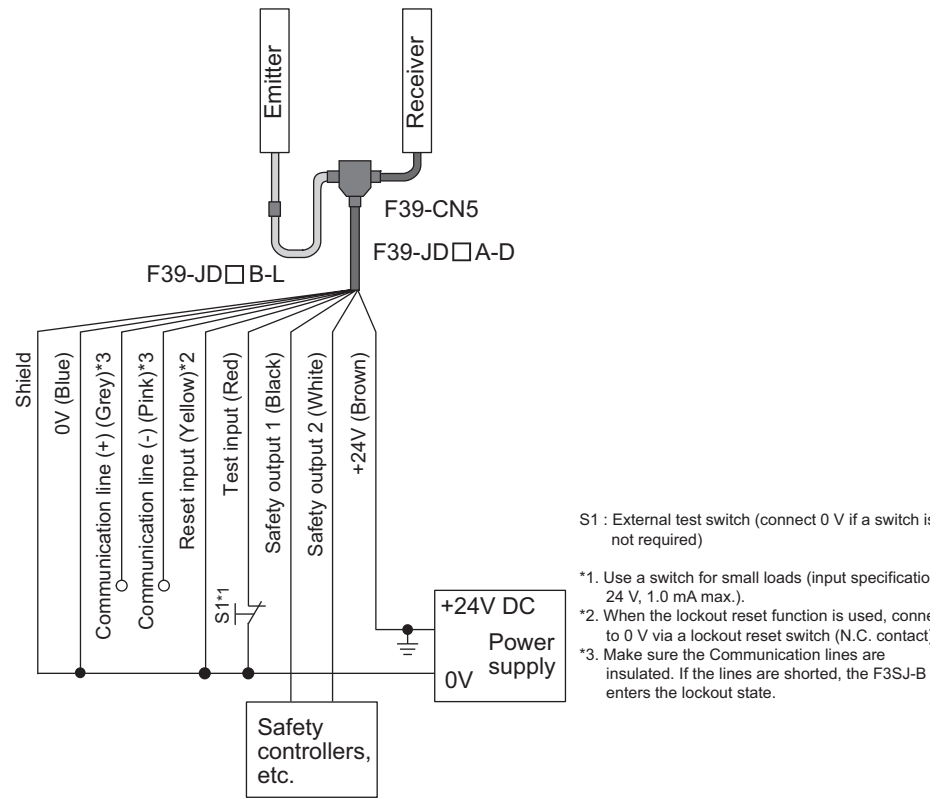 Emitter
Receiver
F39-CN5
F39-JD□A-D
F39-JD□B-L
Shield
0V (Blue)
Communication line (+) (Grey)*3
Communication line (-) (Pink)*3
Reset input (Yellow)*2
Test input (Red)
Safety output 1 (Black)
Safety output 2 (White)
+24V (Brown)
S1*1
+24V DC
Power
supply
0V
Safety
controllers,
etc.
S1 : External test switch (connect 0 V if a switch is
not required)
*1. Use a switch for small loads (input
24 V, 1.0 mA max.).
*2. When the lockout reset function is used,
to 0 V via a lockout reset switch (N.C. contact)
*3. Make sure the Communication lines are
insulated. If the lines are shorted, the F3SJ-B
enters the lockout state.